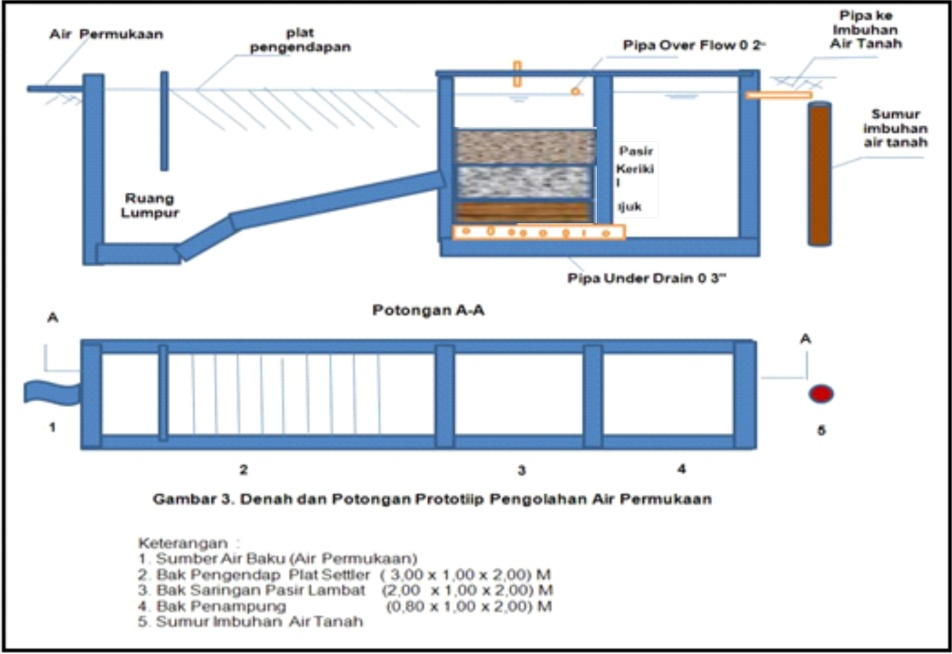 Air Permukaan
plat
pengendapan
Pipa Over Flow 0 2"
Pipa ke
Imbuhan
Air Tanah
Sumur
imbuhan
air tanah
Pasir
Keriki
l
Ijuk
Ruang
Lumpur
Pipa Under Drain 0 3"
Potongan A-A
A
A
1
2
3
4
5
Gambar 3. Denah dan Potongan Prototiip Pengolahan Air Permukaan
Keterangan :
1. Sumber Air Baku (Air Permukaan)
2. Bak Pengendap Plat Settler ( 3,00 x 1,00 x 2,00) M
3. Bak Saringan Pasir Lambat (2,00 x 1,00 x 2,00) M
4. Bak Penampung (0,80 x 1,00 x 2,00) M
5. Sumur Imbuhan Air Tanah